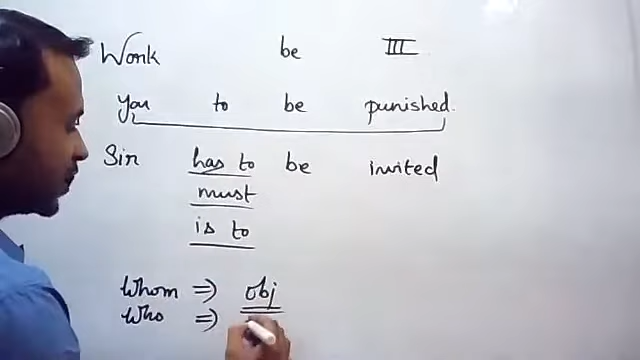 Work be III
You to be punished.
Sir has to be invited
must
is to
Whom ⇒ obj
Who ⇒